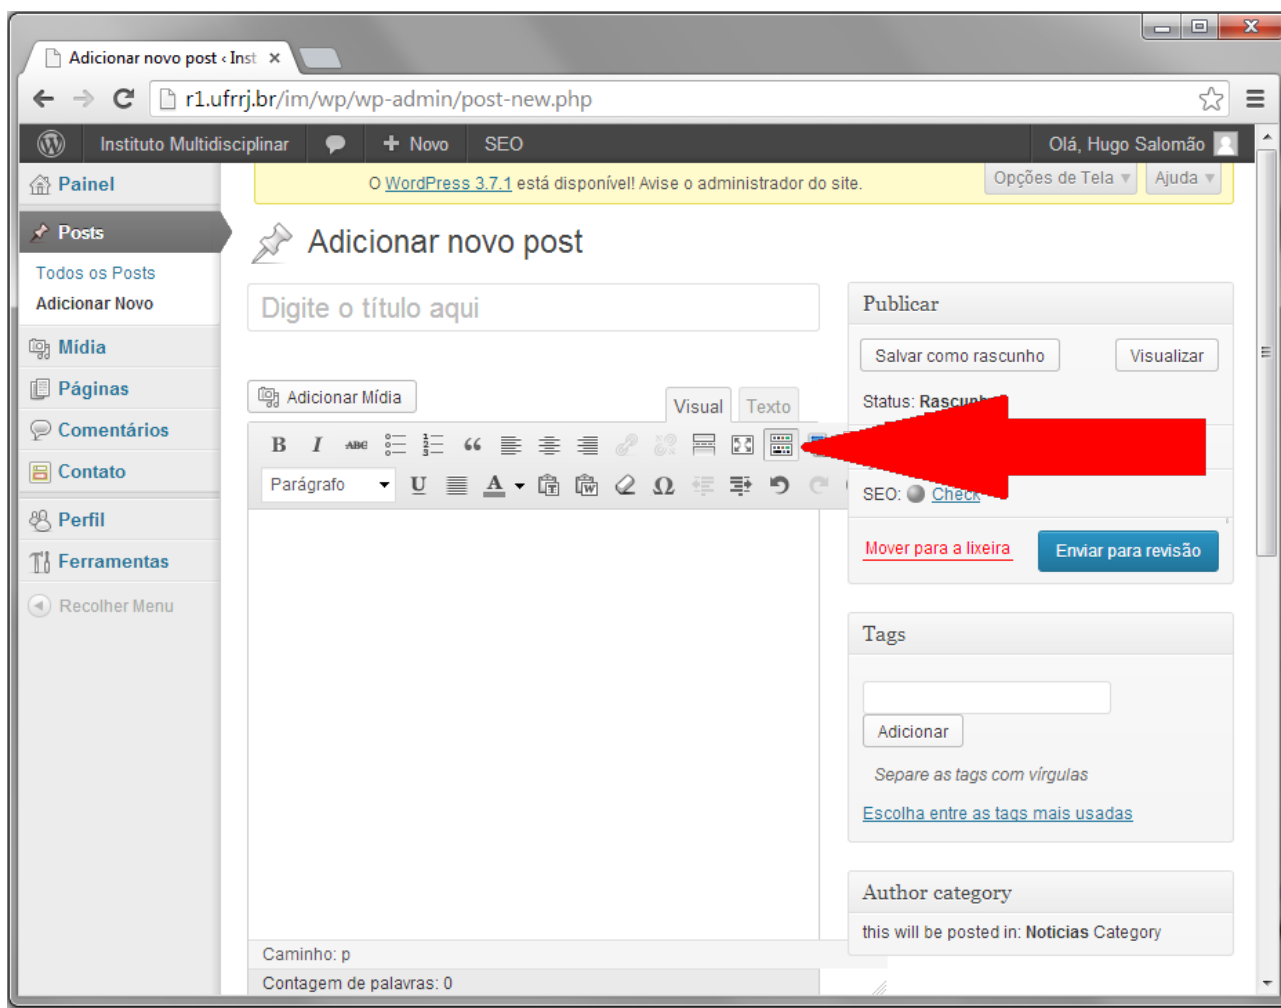 Adicionar novo post ‹ Inst
r1.ufrrj.br/im/wp/wp-admin/post-new.php
Instituto Multidisciplinar
+ Novo
SEO
Olá, Hugo Salomão
Painel
O WordPress 3.7.1 está disponível! Avise o administrador do site.
Opções de Tela
Ajuda
Posts
Todos os Posts
Adicionar Novo
Mídia
Páginas
Comentários
Contato
Perfil
Ferramentas
Recolher Menu
Adicionar novo post
Digite o título aqui
Adicionar Mídia
Visual
Texto
B I ABC
Parágrafo
U A Ω
Caminho: p
Contagem de palavras: 0
Publicar
Salvar como rascunho
Visualizar
Status: Rascunho
SEO: Check
Mover para a lixeira
Enviar para revisão
Tags
Adicionar
Separe as tags com vírgulas
Escolha entre as tags mais usadas
Author category
this will be posted in: Noticias Category